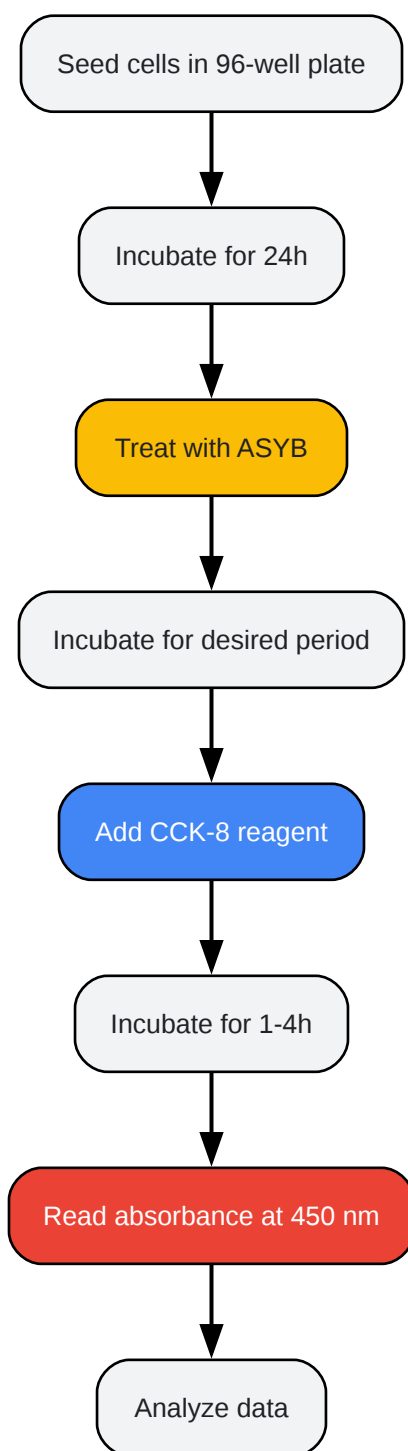 Seed cells in 96-well plate
Incubate for 24h
Treat with ASYB
Incubate for desired period
Add CCK-8 reagent
Incubate for 1-4h
Read absorbance at 450 nm
Analyze data